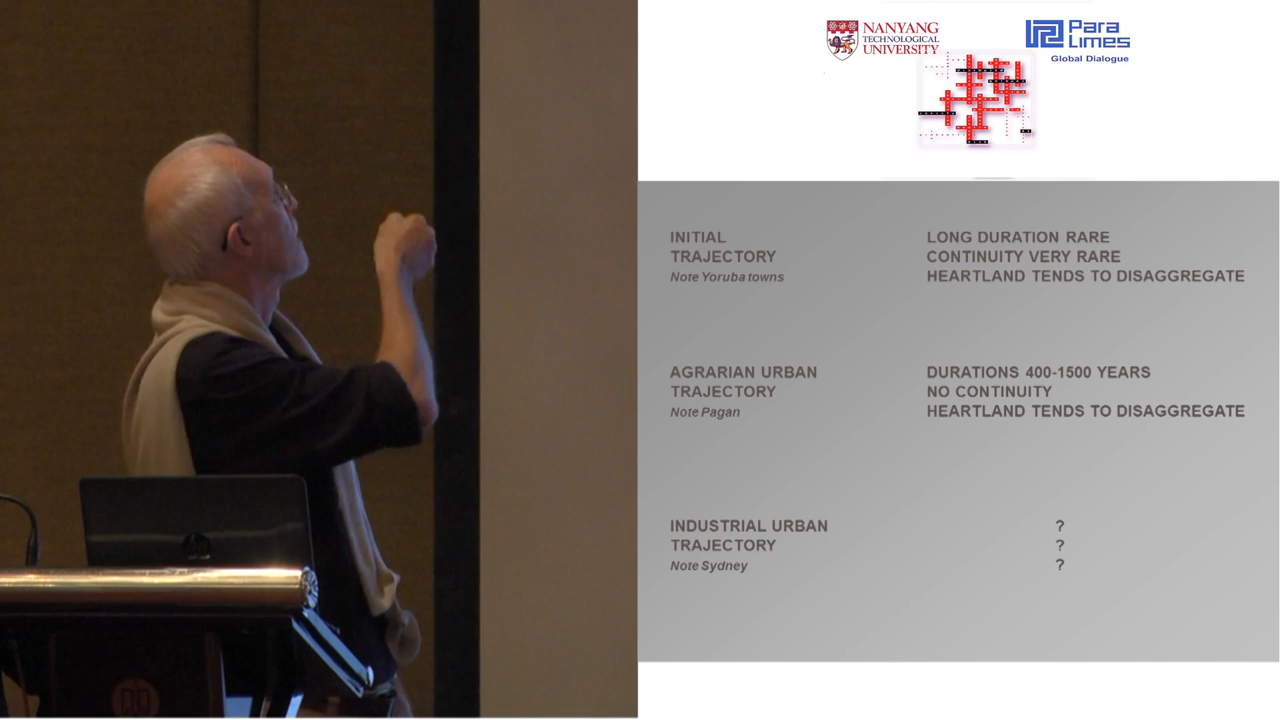 NANYANG
TECHNOLOGICAL
UNIVERSITY
Para
Limes
Global Dialogue
INITIAL
TRAJECTORY
Note Yoruba towns
LONG DURATION RARE
CONTINUITY VERY RARE
HEARTLAND TENDS TO DISAGGREGATE
AGRARIAN URBAN
TRAJECTORY
Note Pagan
DURATIONS 400-1500 YEARS
NO CONTINUITY
HEARTLAND TENDS TO DISAGGREGATE
INDUSTRIAL URBAN
TRAJECTORY
Note Sydney
?
?
?